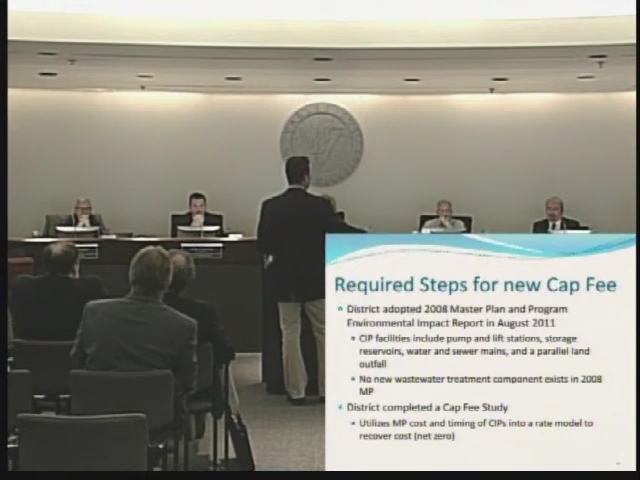 Required Steps for new Cap Fee
District adopted 2008 Master Plan and Program
Environmental Impact Report in August 2011
CIP facilities include pump and lift stations, storage
reservoirs, water and sewer mains, and a parallel land
outfall
No new wastewater treatment component exists in 2008
MP
District completed a Cap Fee Study
Utilizes MP cost and timing of CIPs into a rate model to
recover cost (net zero)